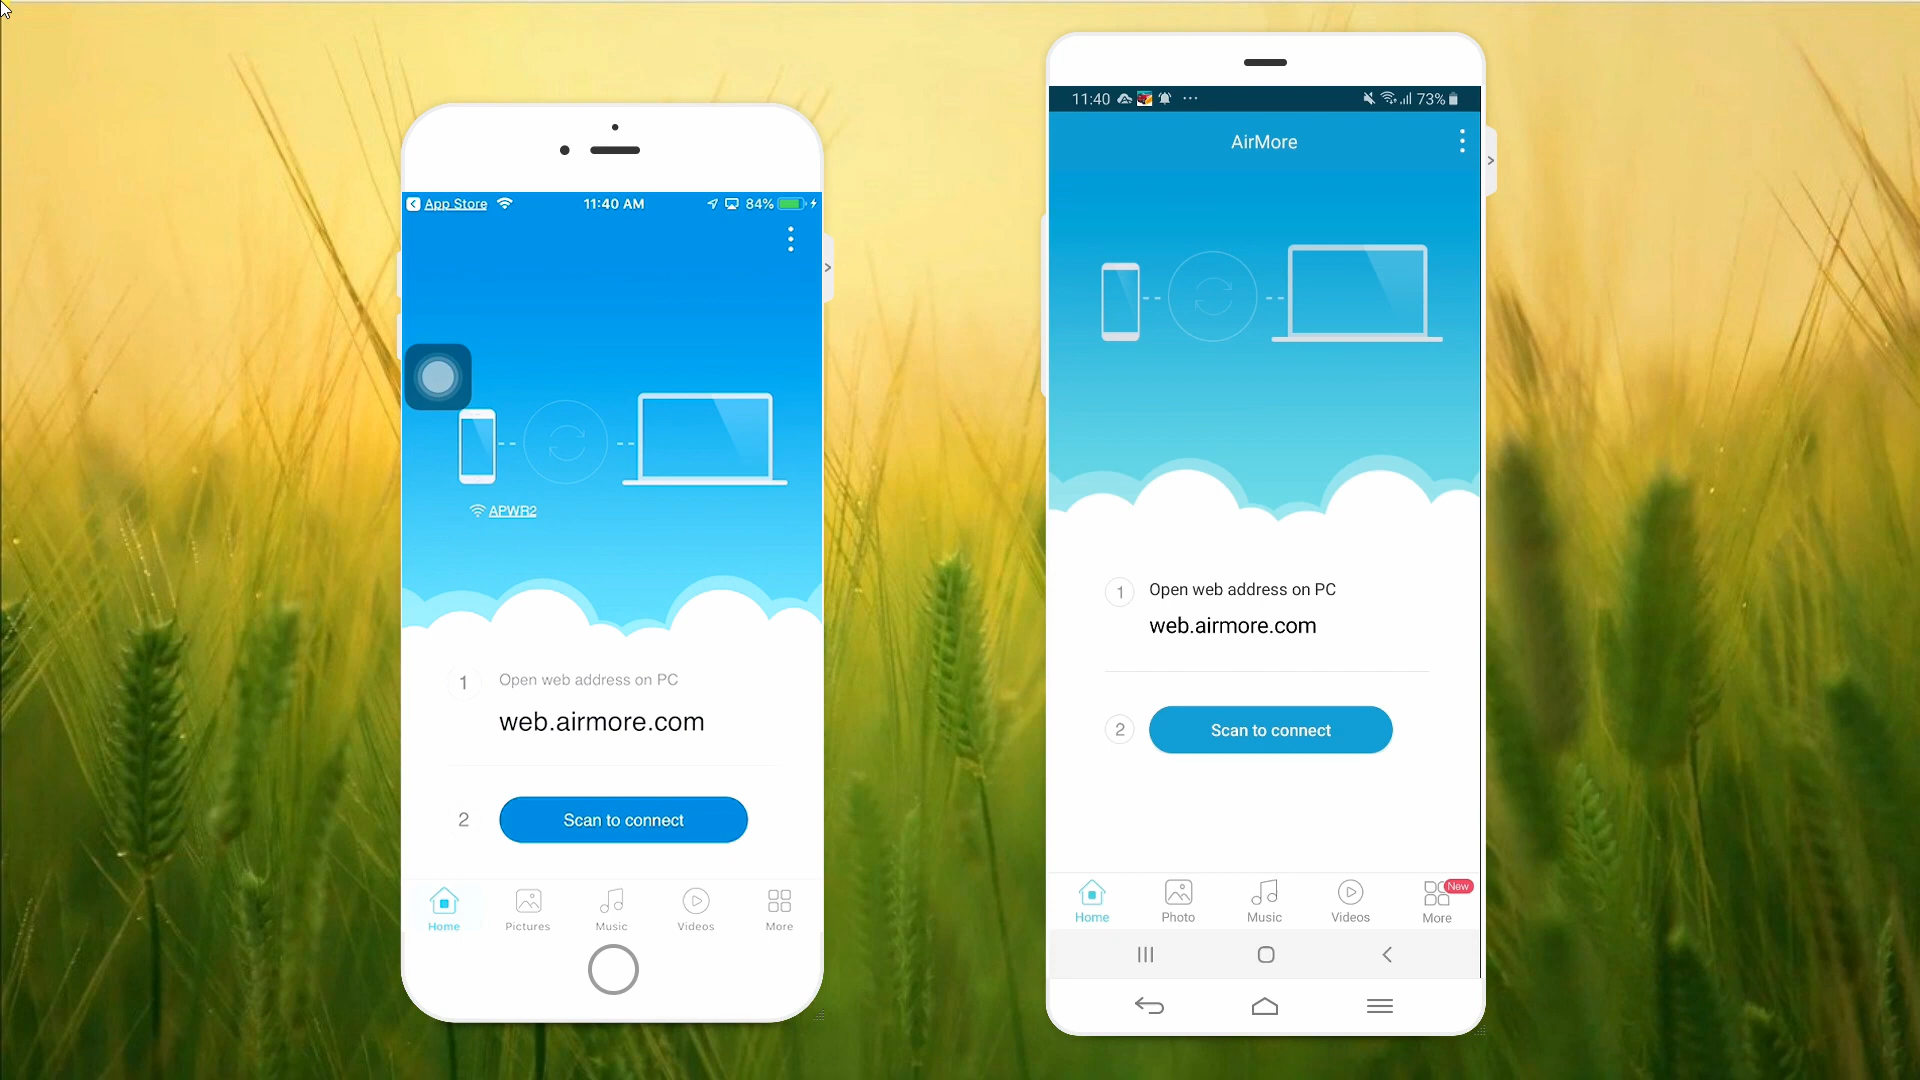 App Store
11:40 AM
84%
APWR2
1
Open web address on PC
web.airmore.com
2
Scan to connect
Home
Pictures
Music
Videos
More
11:40
73%
AirMore
1
Open web address on PC
web.airmore.com
2
Scan to connect
New
Home
Photo
Music
Videos
More